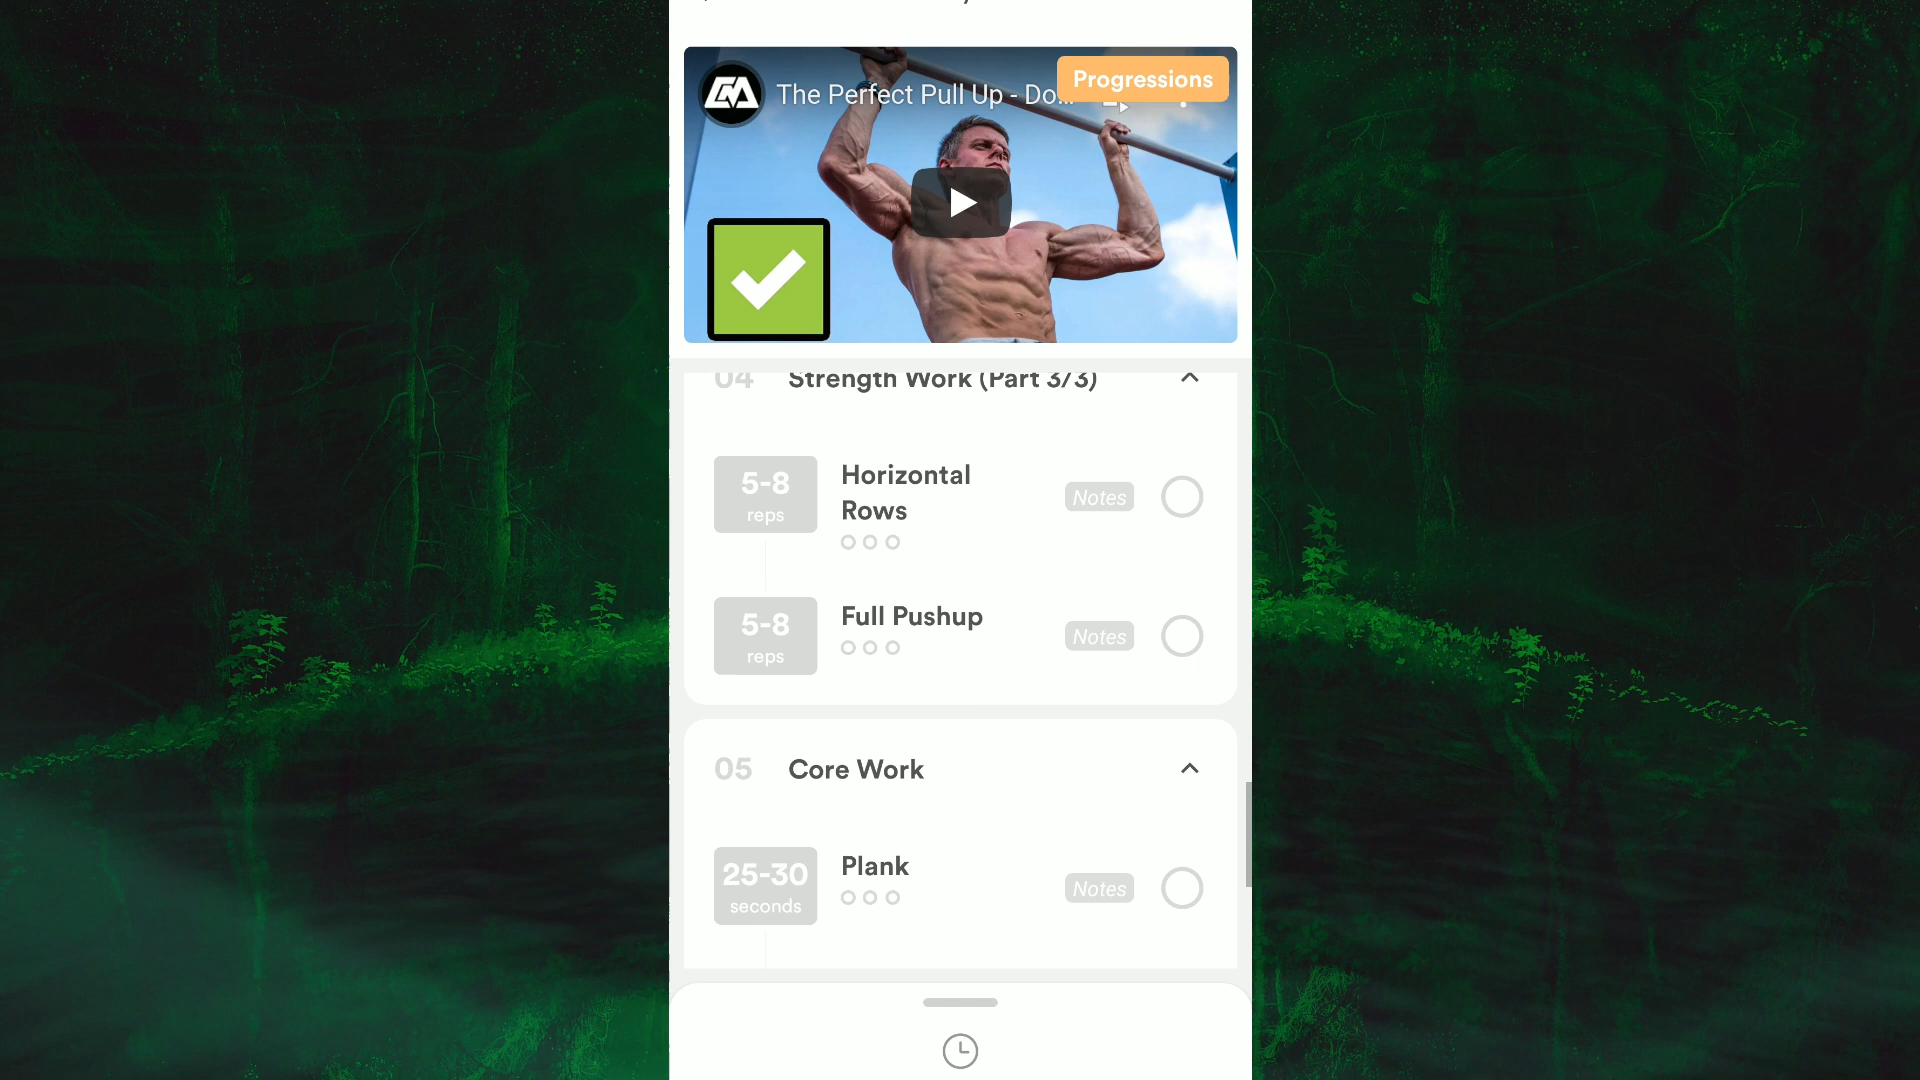 The Perfect Pull Up - Do...
Progressions
04 Strength Work (Part 3/3)
5-8
reps
Horizontal
Rows
Notes
5-8
reps
Full Pushup
Notes
05 Core Work
25-30
seconds
Plank
Notes